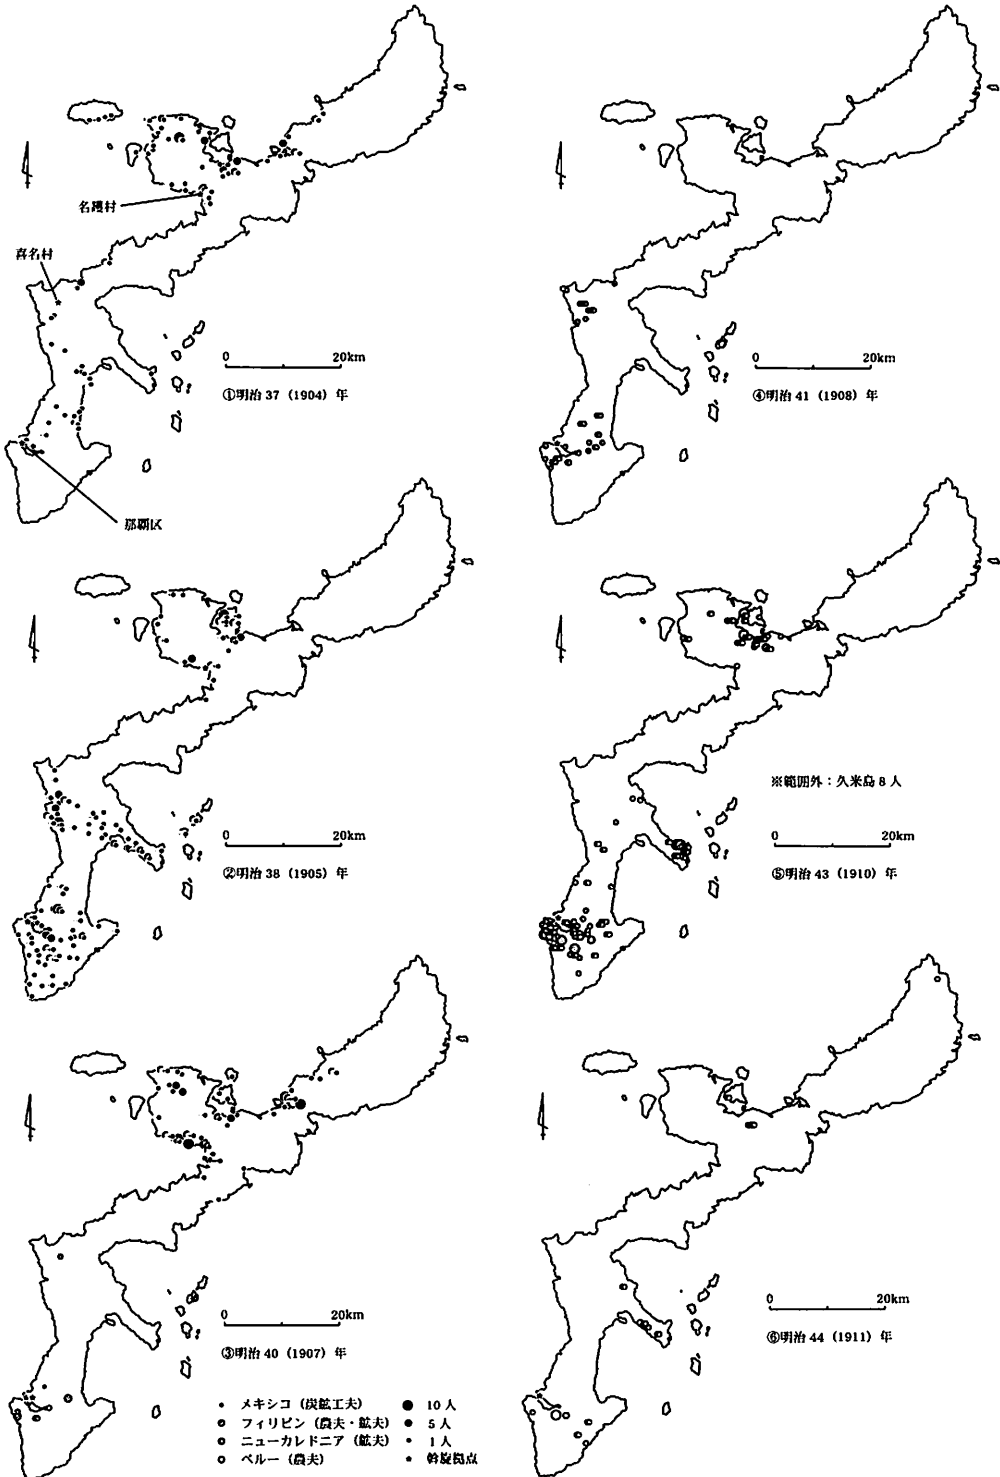 名護村
喜名村
0 20km
①明治 37（1904）年
那覇区
0 20km
④明治 41（1908）年
0 20km
②明治 38（1905）年
※範囲外：久米島 8 人
0 20km
⑤明治 43（1910）年
0 20km
③明治 40（1907）年
メキシコ（炭鉱工夫） 10 人
フィリピン（農夫・鉱夫） 5 人
ニューカレドニア（鉱夫） 1 人
ペルー（農夫） 斡旋拠点
0 20km
⑥明治 44（1911）年